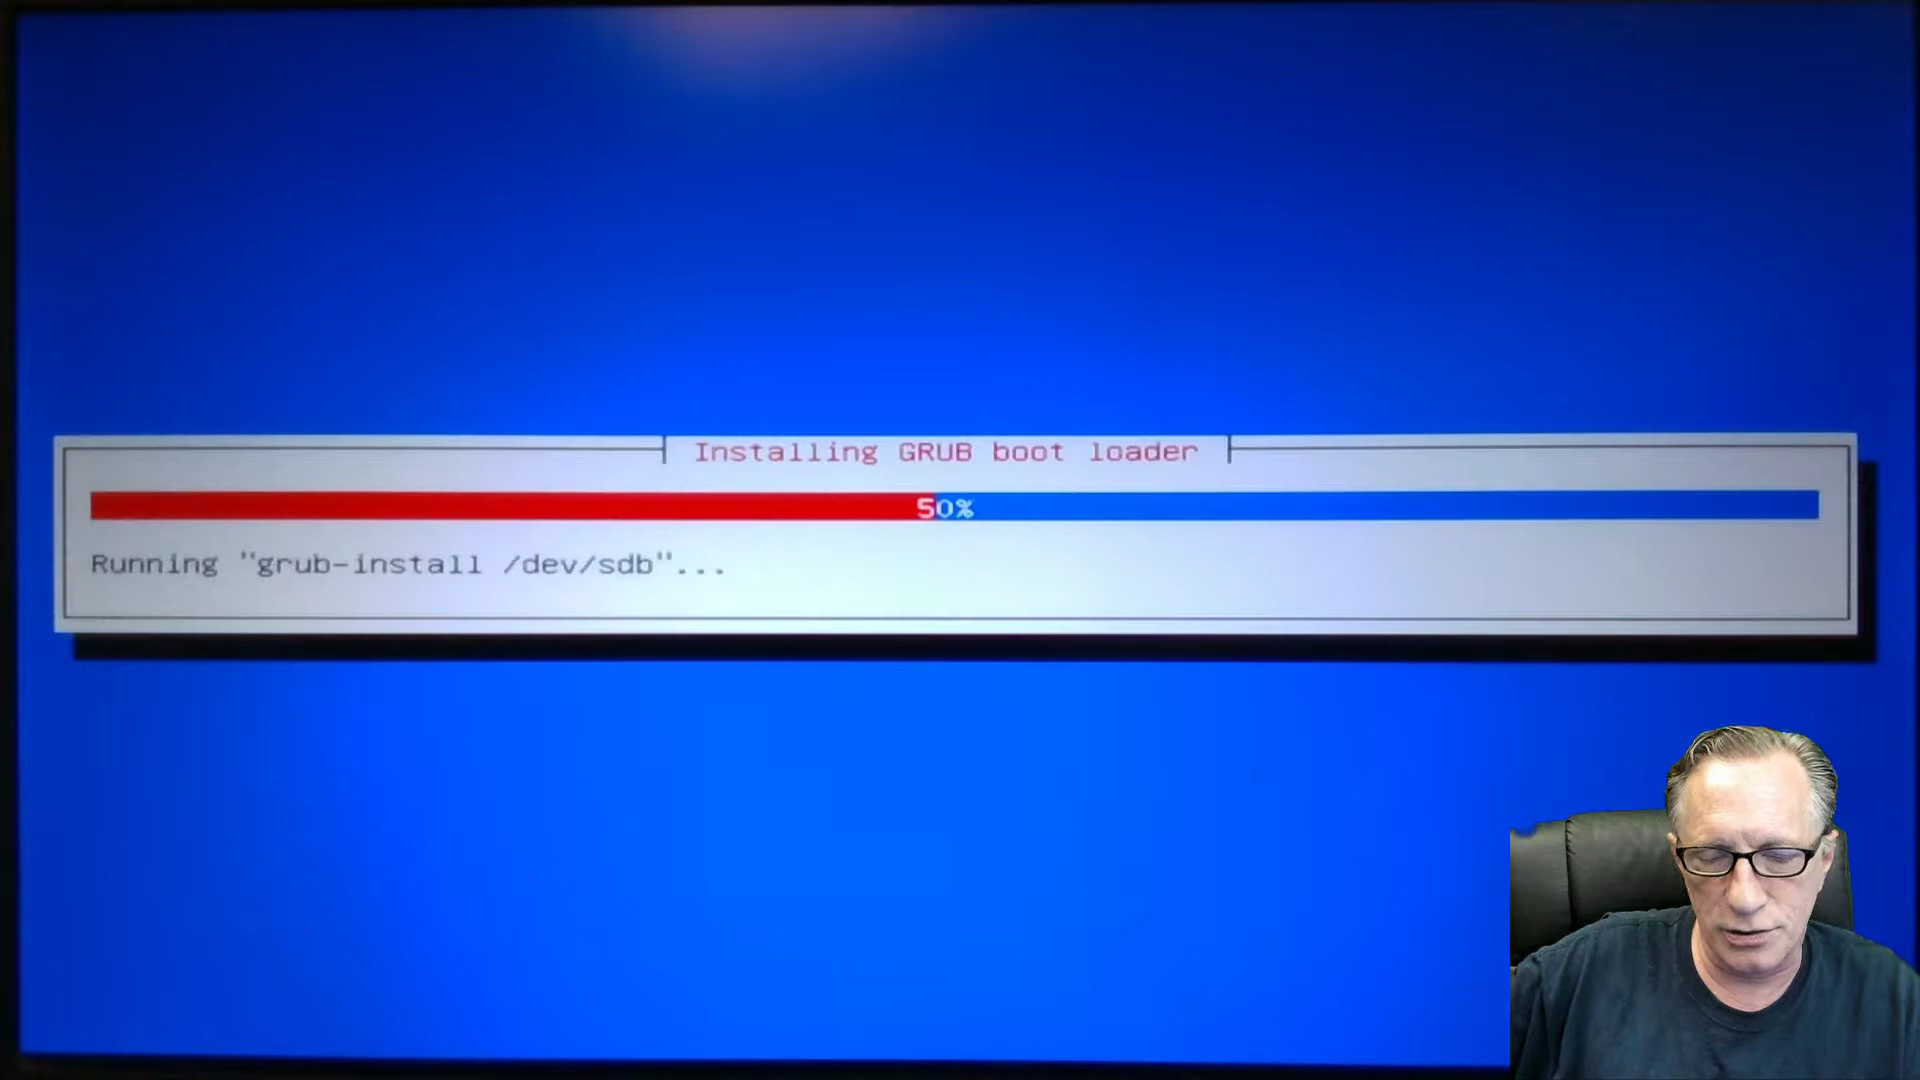 Installing GRUB boot loader
50%
Running "grub-install /dev/sdb"...